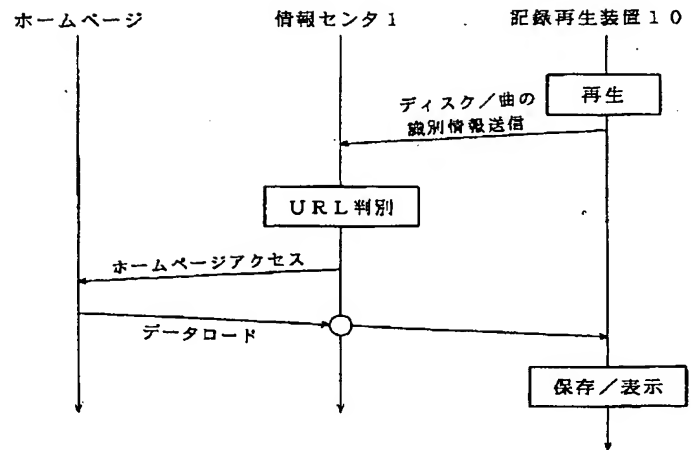 ホームページ
情報センタ1
記録再生装置10
再生
ディスク/曲の
識別情報送信
URL判別
ホームページアクセス
データロード
保存/表示